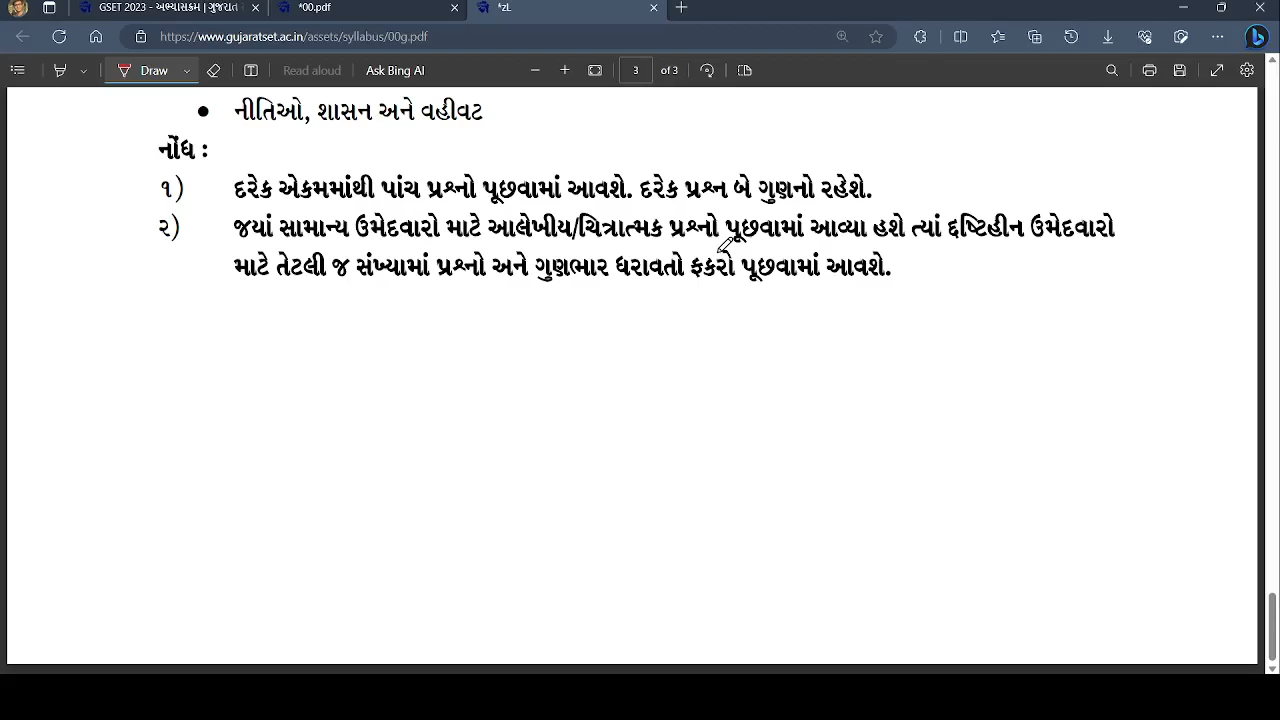 GSET 2023 - અભ્યાસક્રમ | ગુજરાત
*00.pdf
*zL
https://www.gujaratset.ac.in/assets/syllabus/00g.pdf
Draw
Read aloud
Ask Bing AI
3 of 3
• નીતિઓ, શાસન અને વહીવટ
નોંધ :
૧) દરેક એકમમાંથી પાંચ પ્રશ્નો પૂછવામાં આવશે. દરેક પ્રશ્ન બે ગુણનો રહેશે.
૨) જયાં સામાન્ય ઉમેદવારો માટે આલેખીય/ચિત્રાત્મક પ્રશ્નો પૂછવામાં આવ્યા હશે ત્યાં દ્દષ્ટિહીન ઉમેદવારો
માટે તેટલી જ સંખ્યામાં પ્રશ્નો અને ગુણભાર ધરાવતો ફકરો પૂછવામાં આવશે.